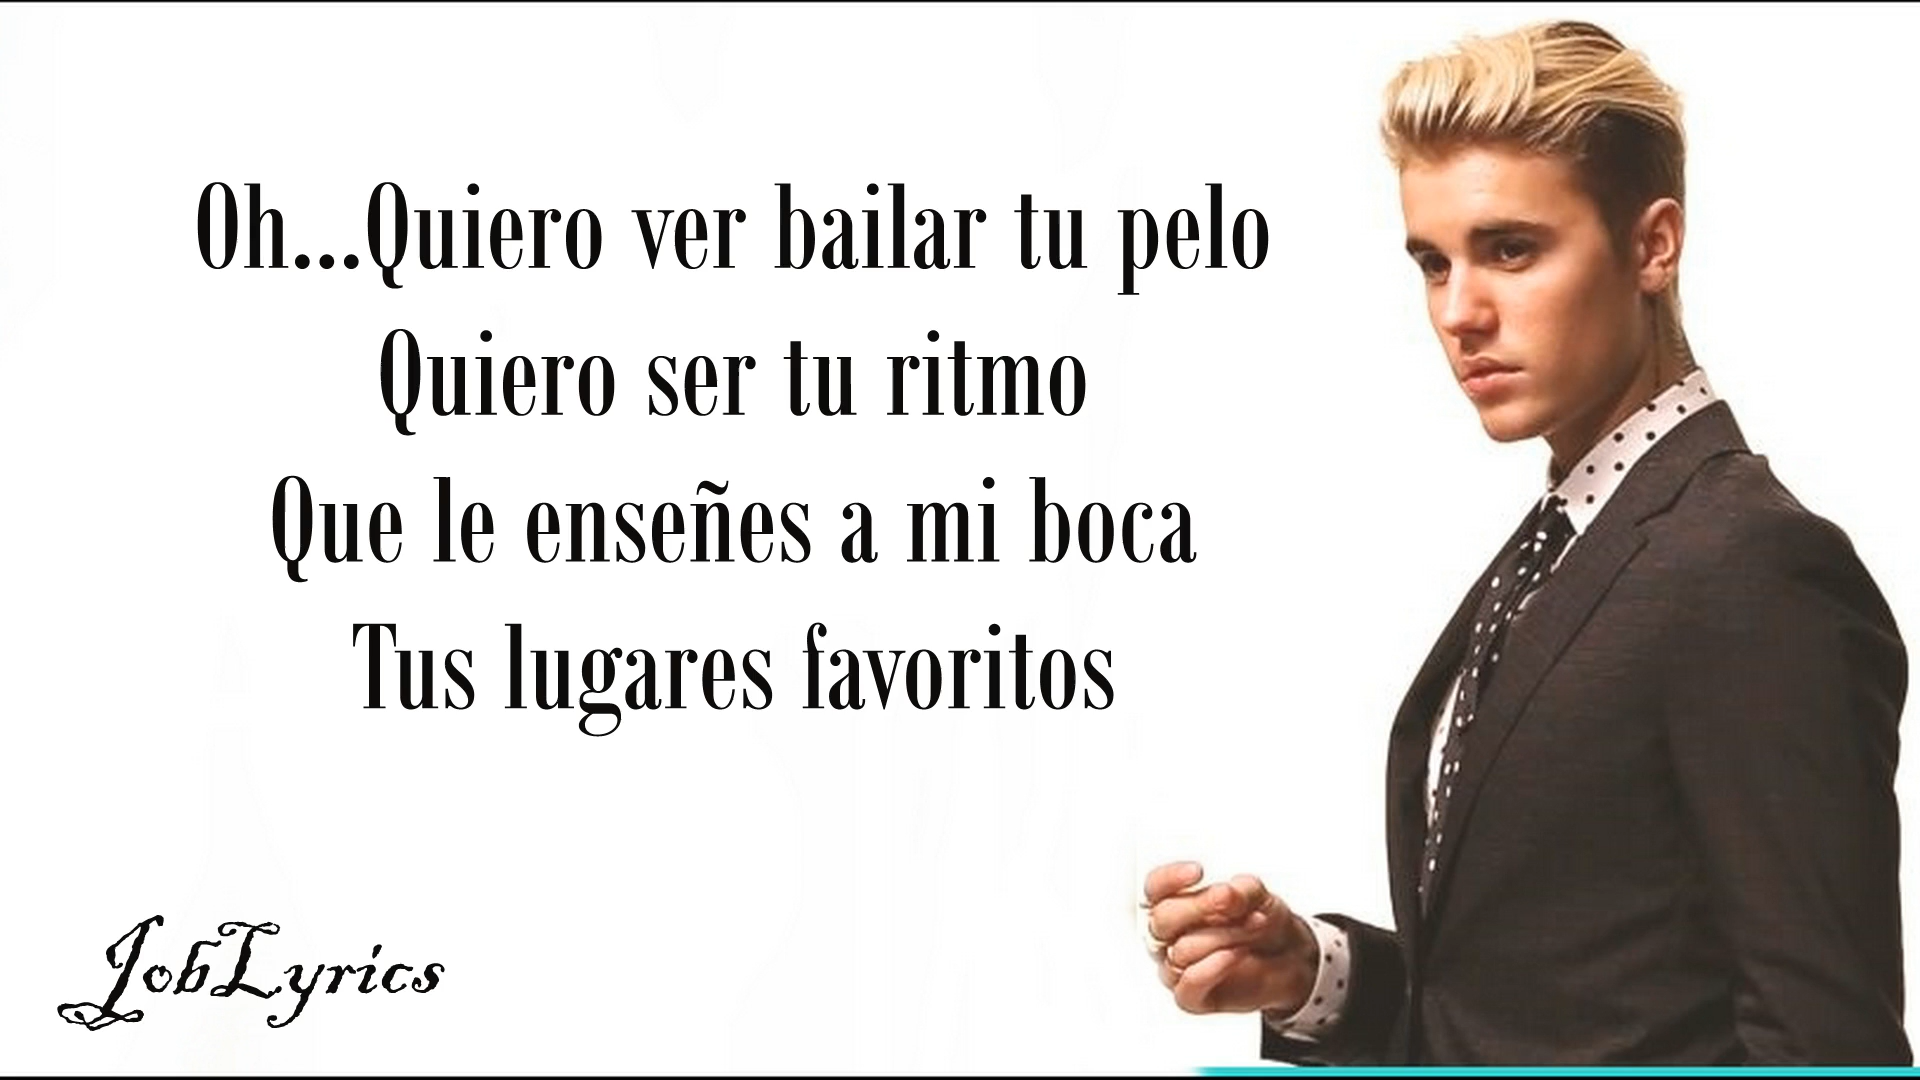 Oh...Quiero ver bailar tu pelo
Quiero ser tu ritmo
Que le enseñes a mi boca
Tus lugares favoritos
JobLyrics